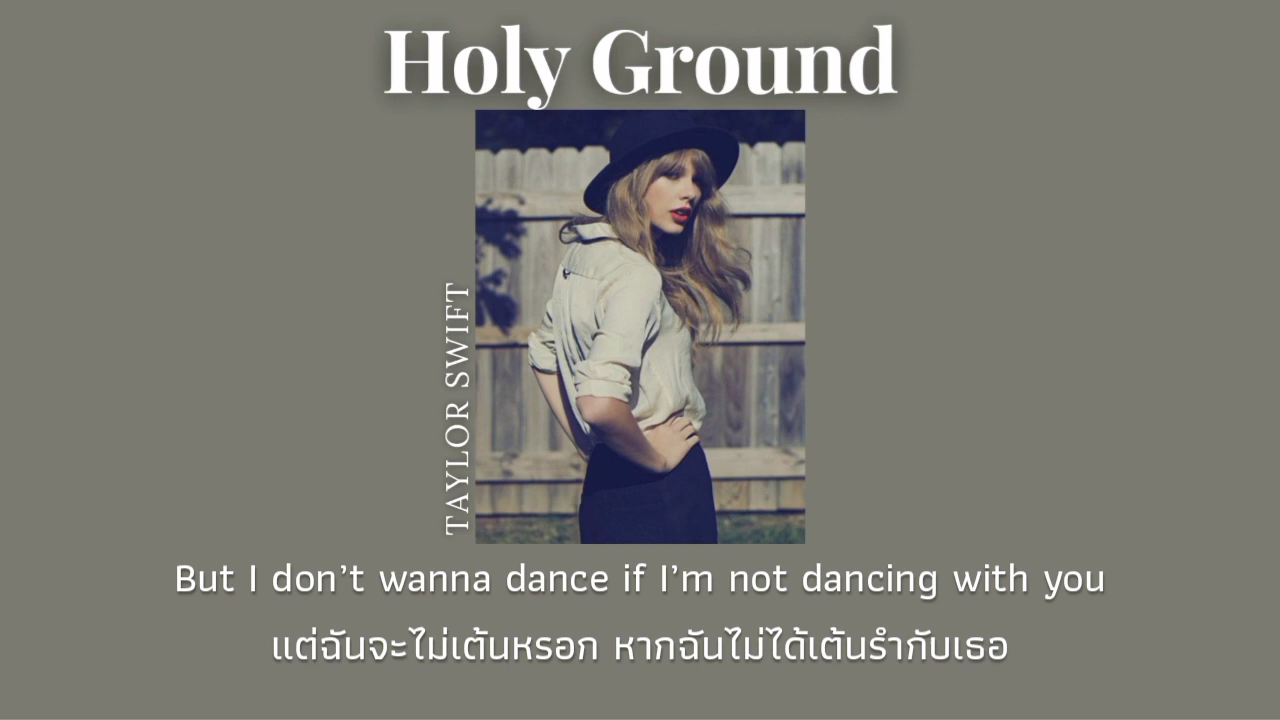 Holy Ground
TAYLOR SWIFT
But I don’t wanna dance if I’m not dancing with you
แต่ฉันจะไม่เต้นหรอก หากฉันไม่ได้เต้นรำกับเธอ